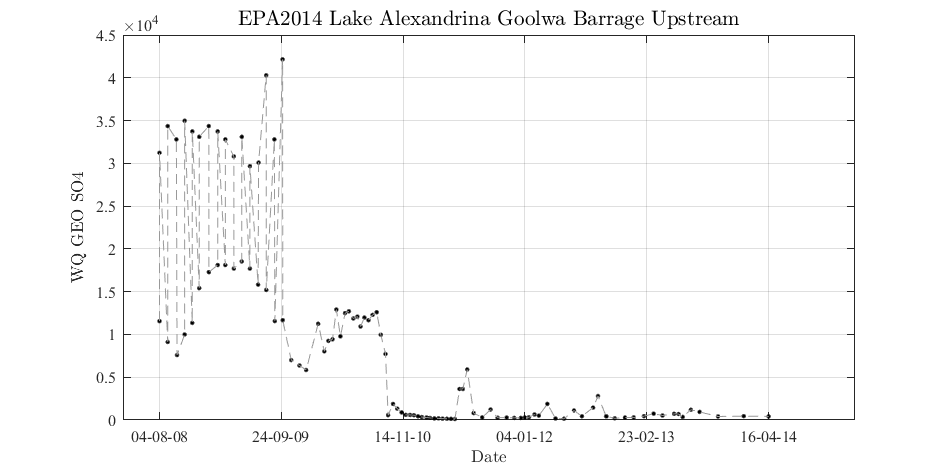 EPA2014 Lake Alexandrina Goolwa Barrage Upstream
×10⁴
4.5
4
3.5
3
2.5
2
1.5
1
0.5
0
WQ GEO SO4
04-08-08 24-09-09 14-11-10 04-01-12 23-02-13 16-04-14
Date